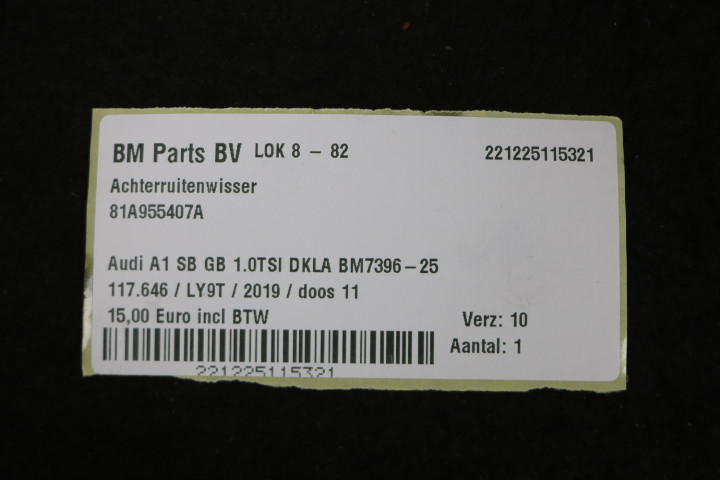 BM Parts BV LOK 8 – 82 221225115321
Achterruitenwisser
81A955407A
Audi A1 SB GB 1.0TSI DKLA BM7396–25
117.646 / LY9T / 2019 / doos 11
15,00 Euro incl BTW Verz: 10
Aantal: 1
221225115321